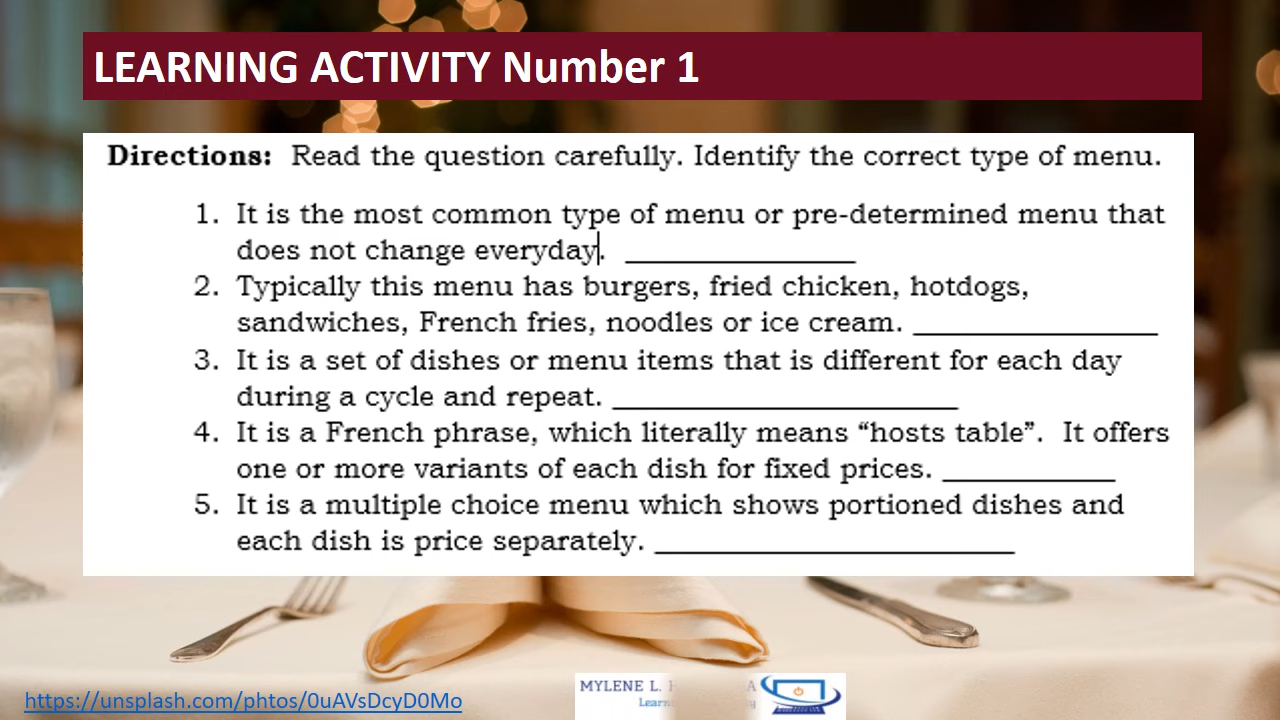 LEARNING ACTIVITY Number 1
Directions: Read the question carefully. Identify the correct type of menu.
1. It is the most common type of menu or pre-determined menu that
does not change everyday. ______________
2. Typically this menu has burgers, fried chicken, hotdogs,
sandwiches, French fries, noodles or ice cream. _______________
3. It is a set of dishes or menu items that is different for each day
during a cycle and repeat. _____________________
4. It is a French phrase, which literally means “hosts table”. It offers
one or more variants of each dish for fixed prices. __________
5. It is a multiple choice menu which shows portioned dishes and
each dish is price separately. ______________________
https://unsplash.com/phtos/0uAVsDcyD0Mo
MYLENE L.